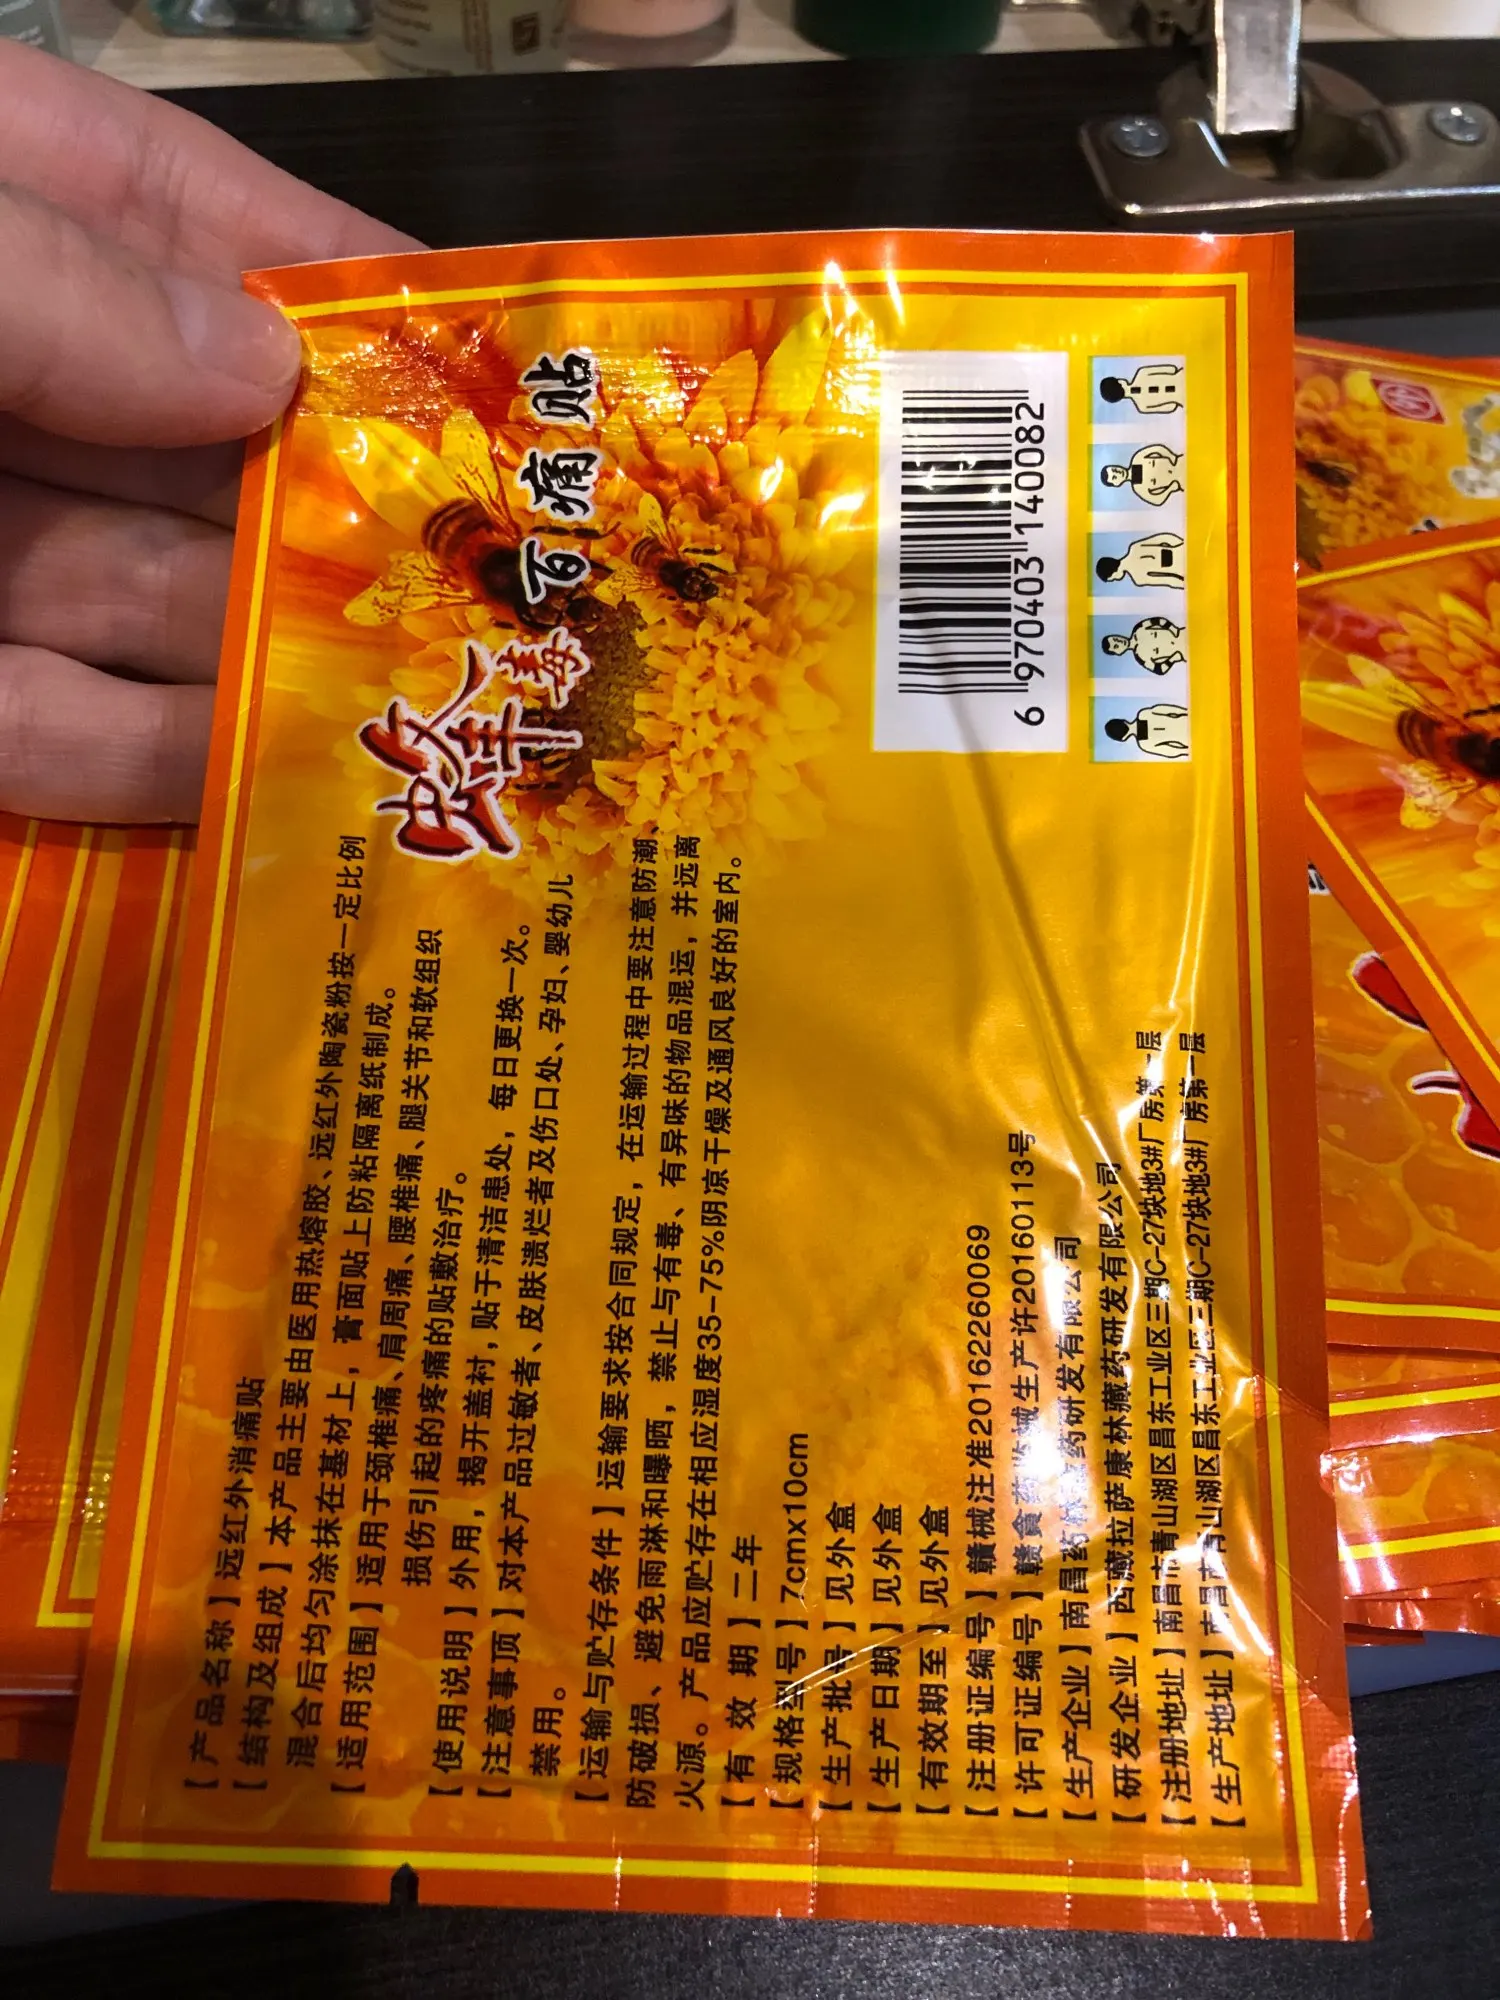 蜂毒百痛贴
【产品名称】远红外消痛贴
【结构及组成】本产品主要由医用热熔胶、远红外陶瓷粉按一定比例
混合后均匀涂抹在基材上，膏面贴上防粘隔离纸制成。
【适用范围】适用于颈椎痛、肩周痛、腰椎痛、腿关节和软组织
损伤引起的疼痛的贴敷治疗。
【使用说明】外用，揭开盖衬，贴于清洁患处，每日更换一次。
【注意事项】对本产品过敏者、皮肤溃烂者及伤口处、孕妇、婴幼儿
禁用。
【运输与贮存条件】运输要求按合同规定，在运输过程中要注意防潮、
防破损、避免雨淋和曝晒，禁止与有毒、有异味的物品混运，并远离
火源。产品应贮存在相应湿度35-75%阴凉干燥及通风良好的室内。
【有 效 期】二年
【规格型号】7cmx10cm
【生产批号】见外盒
【生产日期】见外盒
【有效期至】见外盒
【注册证编号】赣械注准20162260069
【许可证编号】赣食药监械生产许20160113号
【生产企业】南昌药林药研发有限公司
【研发企业】西藏拉萨康林藏药研发有限公司
【注册地址】南昌市青山湖区昌东工业区三期C-27块地3#厂房第一层
【生产地址】南昌市青山湖区昌东工业区三期C-27块地3#厂房第一层
6 970403 140082